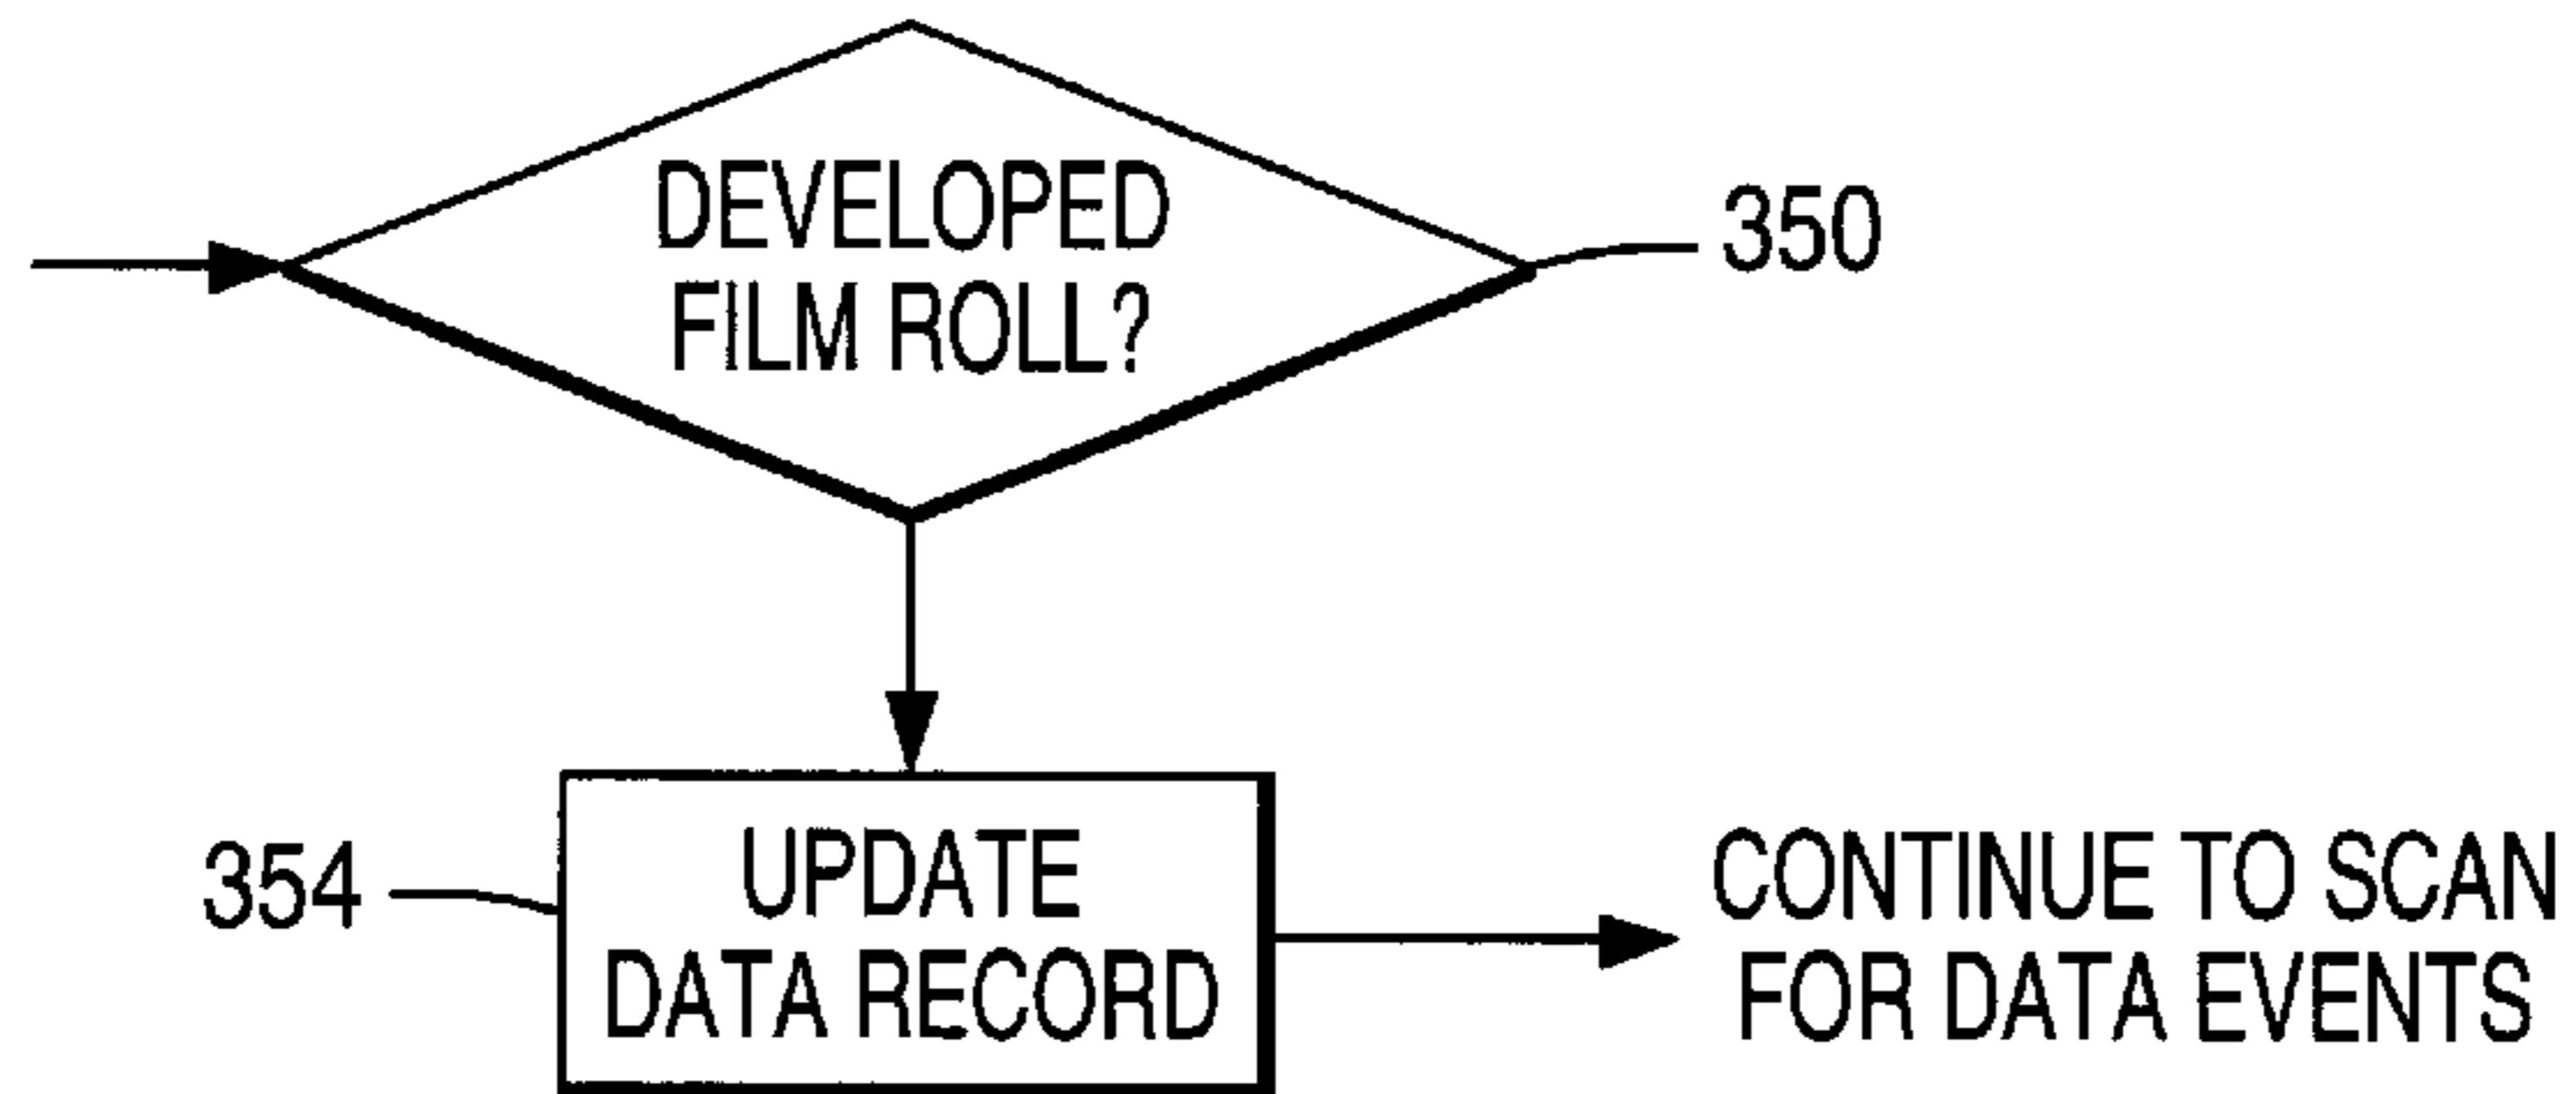 DEVELOPED
FILM ROLL?
350
354
UPDATE
DATA RECORD
CONTINUE TO SCAN
FOR DATA EVENTS